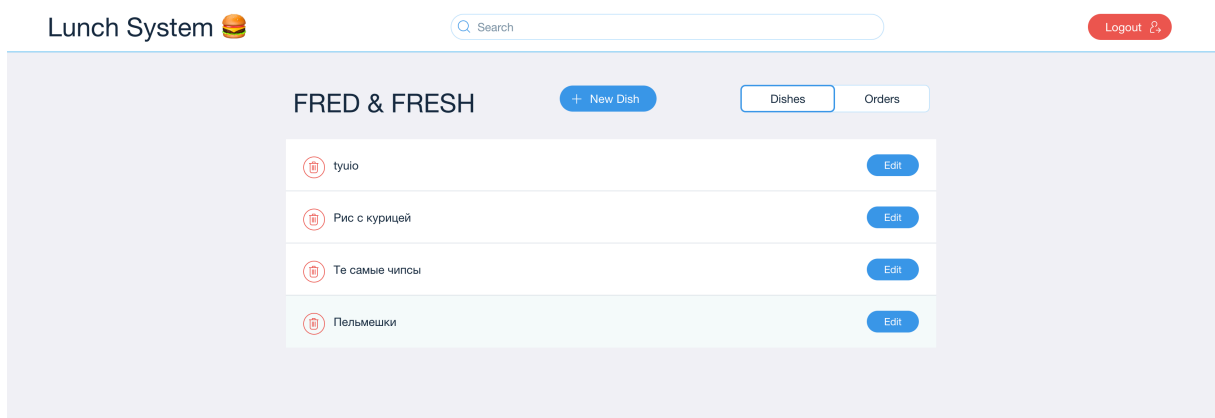 Lunch System 🍔
Search
Logout
FRED & FRESH
+ New Dish
Dishes
Orders
tyuio
Edit
Рис с курицей
Edit
Те самые чипсы
Edit
Пельмешки
Edit